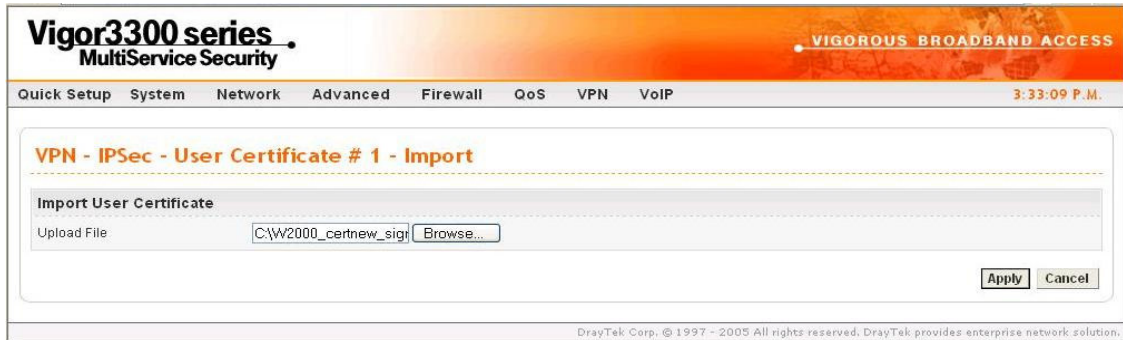 Vigor3300 series
MultiService Security
VIGOROUS BROADBAND ACCESS
Quick Setup System Network Advanced Firewall QoS VPN VoIP 3:33:09 P.M.
VPN - IPSec - User Certificate # 1 - Import
Import User Certificate
Upload File C:\W2000_certnew_sigr Browse...
Apply Cancel
DrayTek Corp. © 1997 - 2005 All rights reserved. DrayTek provides enterprise network solution.